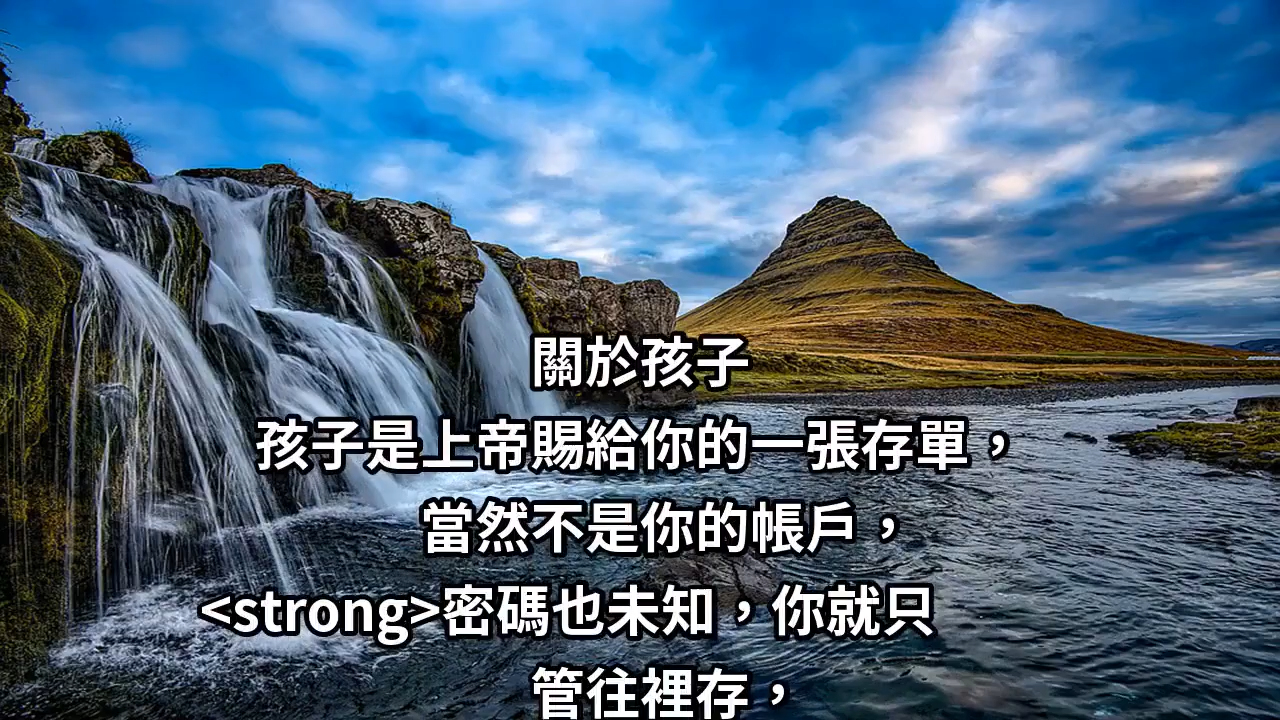 關於孩子
孩子是上帝賜給你的一張存單，
當然不是你的帳戶，
<strong>密碼也未知，你就只
管往裡存，